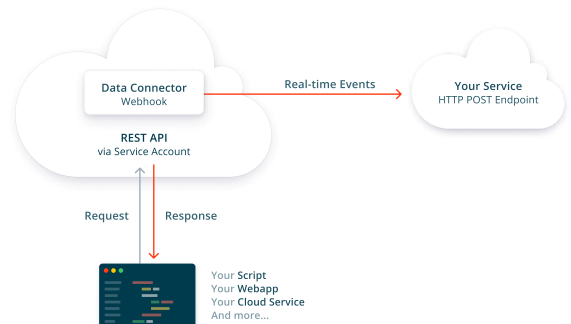 Data Connector
Webhook
Real-time Events
Your Service
HTTP POST Endpoint
REST API
via Service Account
Request
Response
Your Script
Your Webapp
Your Cloud Service
And more...